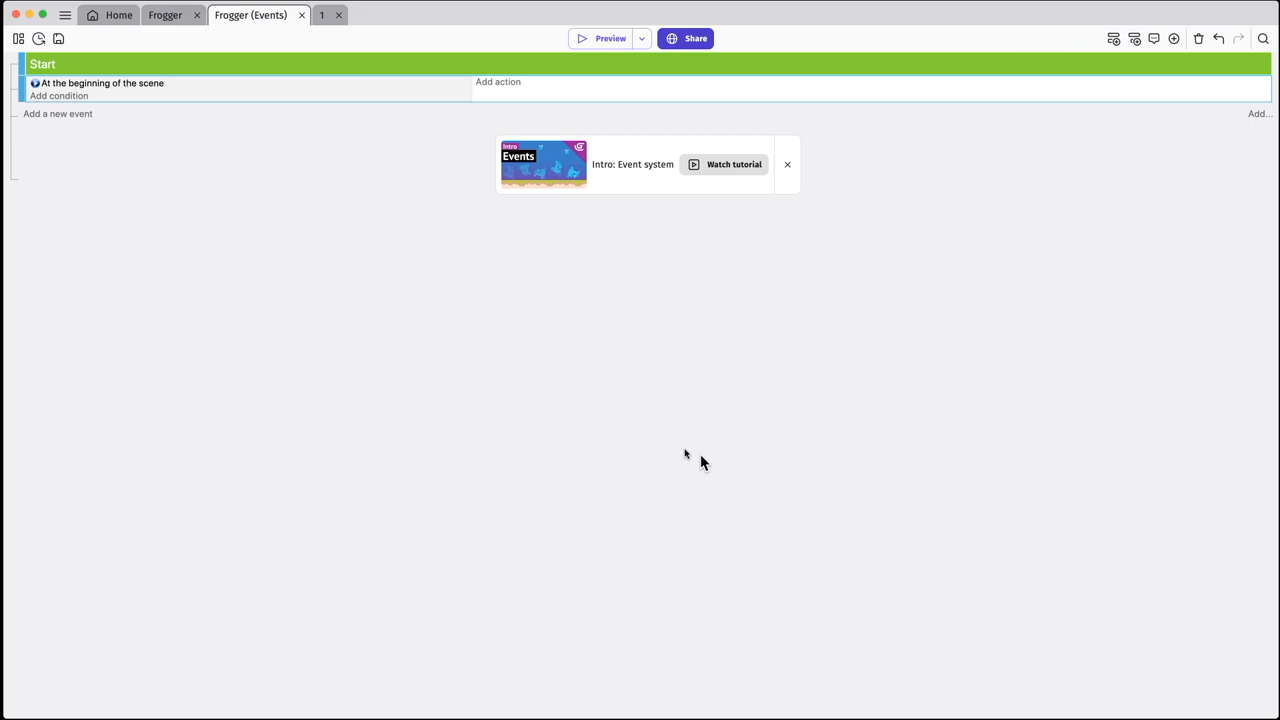 Home
Frogger
Frogger (Events)
1
Preview
Share
Start
At the beginning of the scene
Add action
Add condition
Add a new event
Add...
Intro
Events
Intro: Event system
Watch tutorial